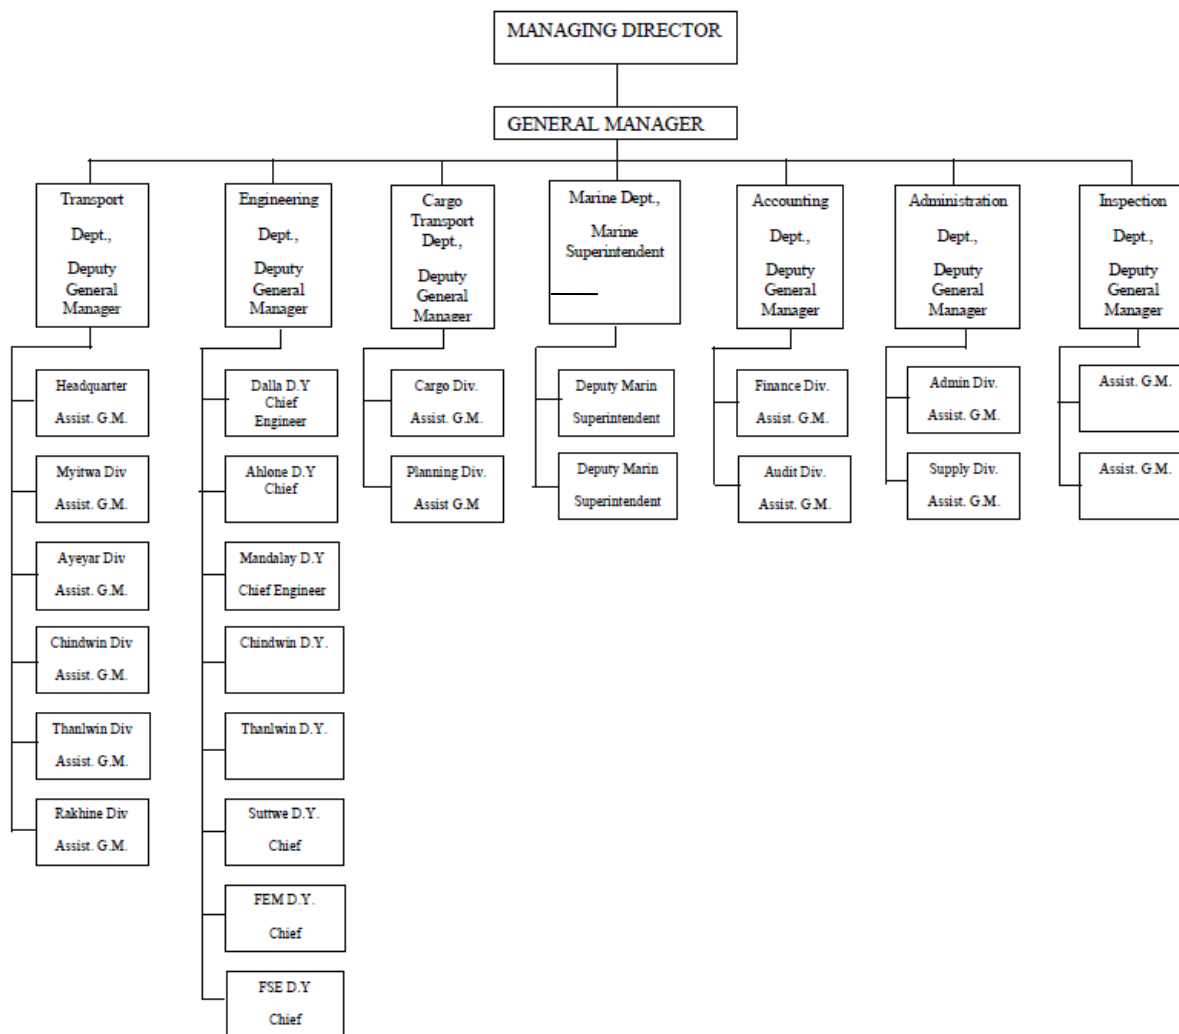 MANAGING DIRECTOR
GENERAL MANAGER
Transport
Dept.,
Deputy
General
Manager
Engineering
Dept.,
Deputy
General
Manager
Cargo
Transport
Dept.,
Deputy
General
Manager
Marine Dept.,
Marine
Superintendent
Accounting
Dept.,
Deputy
General
Manager
Administration
Dept.,
Deputy
General
Manager
Inspection
Dept.,
Deputy
General
Manager
Headquarter
Assist. G.M.
Myitwa Div
Assist. G.M.
Ayeyar Div
Assist. G.M.
Chindwin Div
Assist. G.M.
Thanlwin Div
Assist. G.M.
Rakhine Div
Assist. G.M.
Dalla D.Y
Chief
Engineer
Ahlone D.Y
Chief
Mandalay D.Y
Chief Engineer
Chindwin D.Y.
Thanlwin D.Y.
Suttwe D.Y.
Chief
FEM D.Y.
Chief
FSE D.Y
Chief
Cargo Div.
Assist. G.M.
Planning Div.
Assist G.M
Deputy Marin
Superintendent
Deputy Marin
Superintendent
Finance Div.
Assist. G.M.
Audit Div.
Assist. G.M.
Admin Div.
Assist. G.M.
Supply Div.
Assist. G.M.
Assist. G.M.
Assist. G.M.